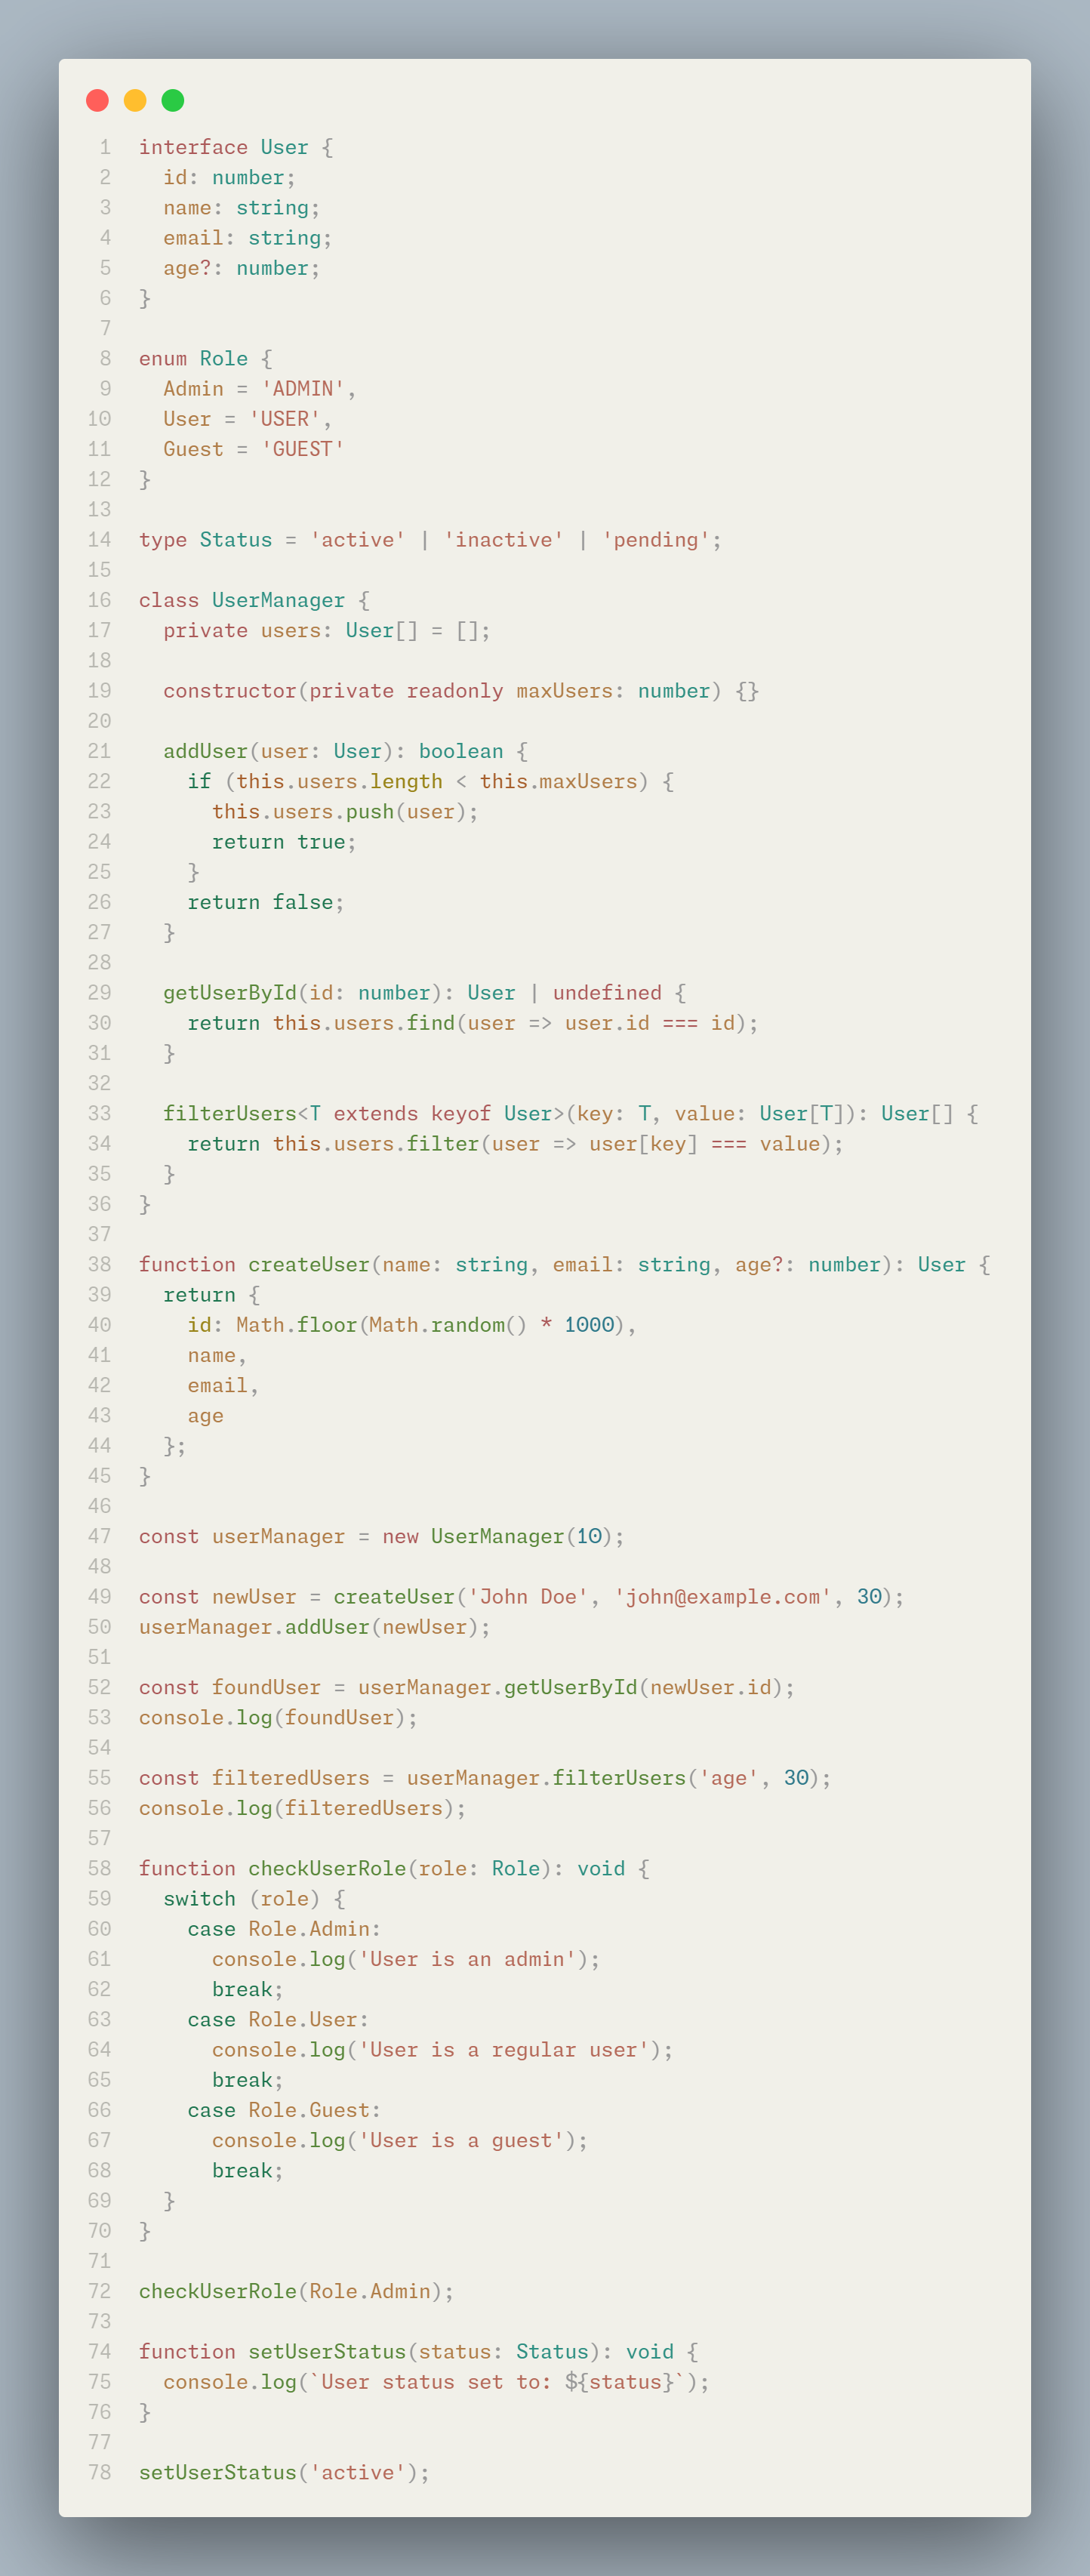 1 interface User {
2   id: number;
3   name: string;
4   email: string;
5   age?: number;
6 }
7
8 enum Role {
9   Admin = 'ADMIN',
10   User = 'USER',
11   Guest = 'GUEST'
12 }
13
14 type Status = 'active' | 'inactive' | 'pending';
15
16 class UserManager {
17   private users: User[] = [];
18
19   constructor(private readonly maxUsers: number) {}
20
21   addUser(user: User): boolean {
22     if (this.users.length < this.maxUsers) {
23       this.users.push(user);
24       return true;
25     }
26     return false;
27   }
28
29   getUserById(id: number): User | undefined {
30     return this.users.find(user => user.id === id);
31   }
32
33   filterUsers<T extends keyof User>(key: T, value: User[T]): User[] {
34     return this.users.filter(user => user[key] === value);
35   }
36 }
37
38 function createUser(name: string, email: string, age?: number): User {
39   return {
40     id: Math.floor(Math.random() * 1000),
41     name,
42     email,
43     age
44   };
45 }
46
47 const userManager = new UserManager(10);
48
49 const newUser = createUser('John Doe', 'john@example.com', 30);
50 userManager.addUser(newUser);
51
52 const foundUser = userManager.getUserById(newUser.id);
53 console.log(foundUser);
54
55 const filteredUsers = userManager.filterUsers('age', 30);
56 console.log(filteredUsers);
57
58 function checkUserRole(role: Role): void {
59   switch (role) {
60     case Role.Admin:
61       console.log('User is an admin');
62       break;
63     case Role.User:
64       console.log('User is a regular user');
65       break;
66     case Role.Guest:
67       console.log('User is a guest');
68       break;
69   }
70 }
71
72 checkUserRole(Role.Admin);
73
74 function setUserStatus(status: Status): void {
75   console.log(`User status set to: ${status}`);
76 }
77
78 setUserStatus('active');